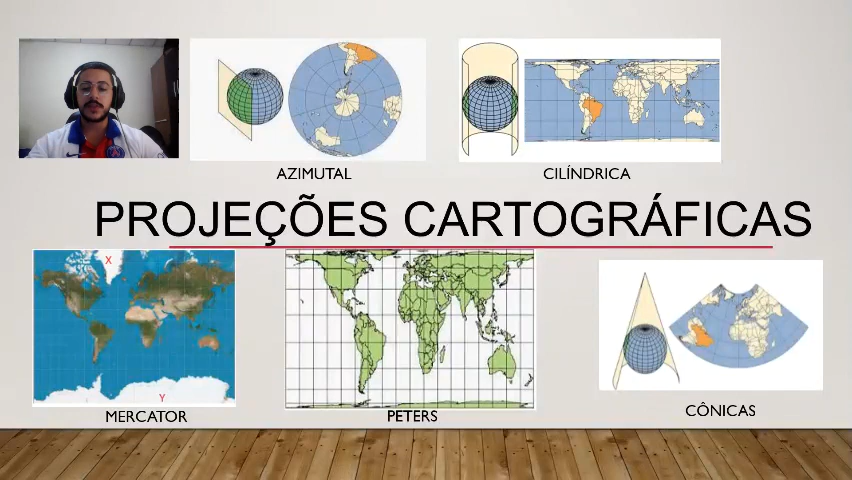 AZIMUTAL
CILÍNDRICA
PROJEÇÕES CARTOGRÁFICAS
X
Y
MERCATOR
PETERS
CÔNICAS